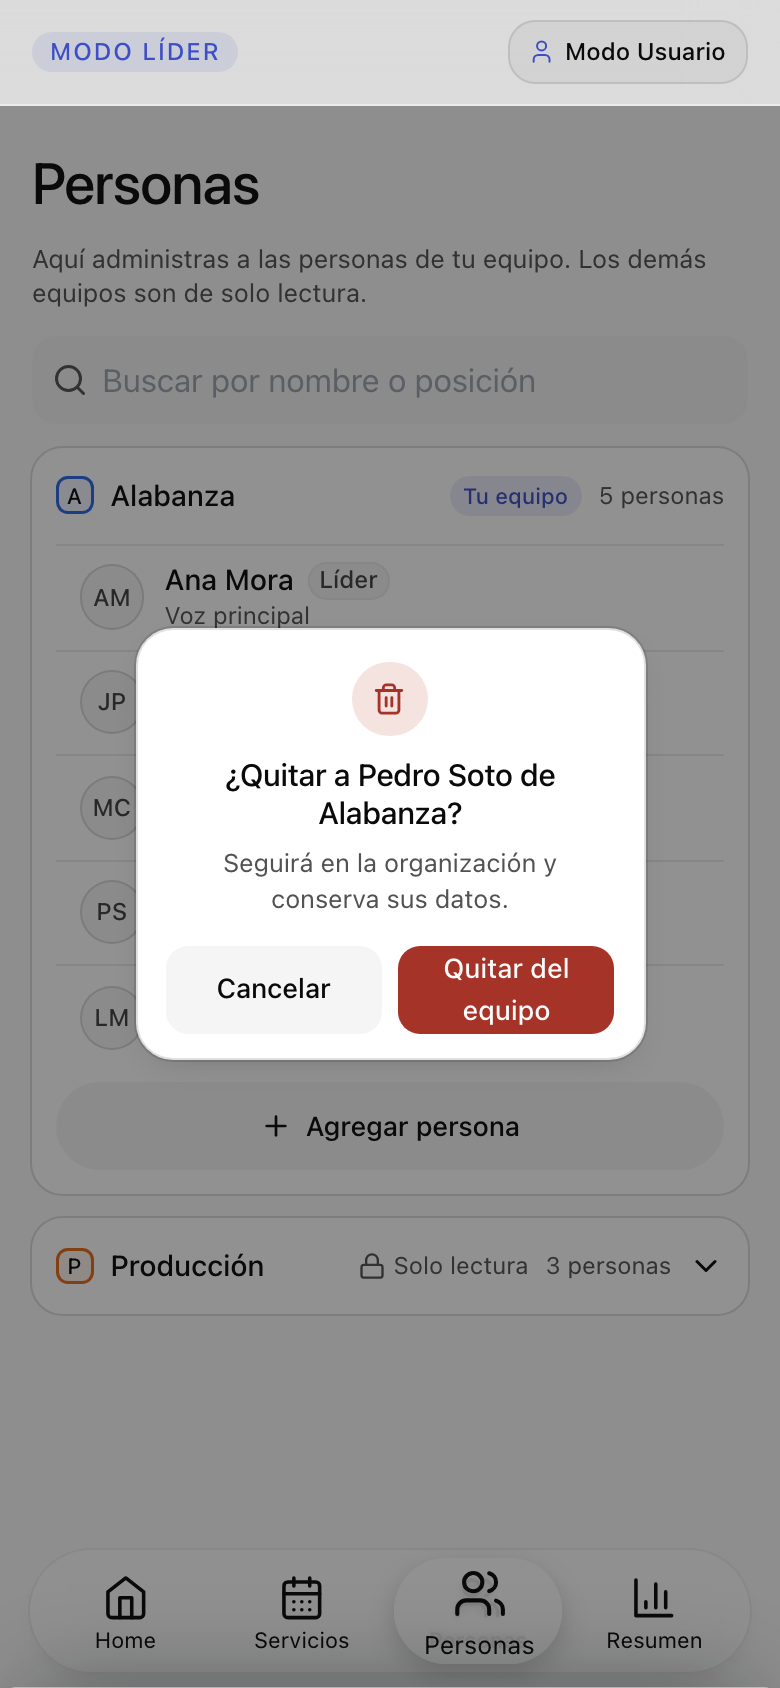 MODO LÍDER
Modo Usuario
Personas
Aquí administras a las personas de tu equipo. Los demás
equipos son de solo lectura.
Buscar por nombre o posición
A Alabanza Tu equipo 5 personas
AM Ana Mora Líder
Voz principal
JP
MC
PS
LM
¿Quitar a Pedro Soto de
Alabanza?
Seguirá en la organización y
conserva sus datos.
Cancelar
Quitar del
equipo
+ Agregar persona
P Producción Solo lectura 3 personas
Home
Servicios
Personas
Resumen